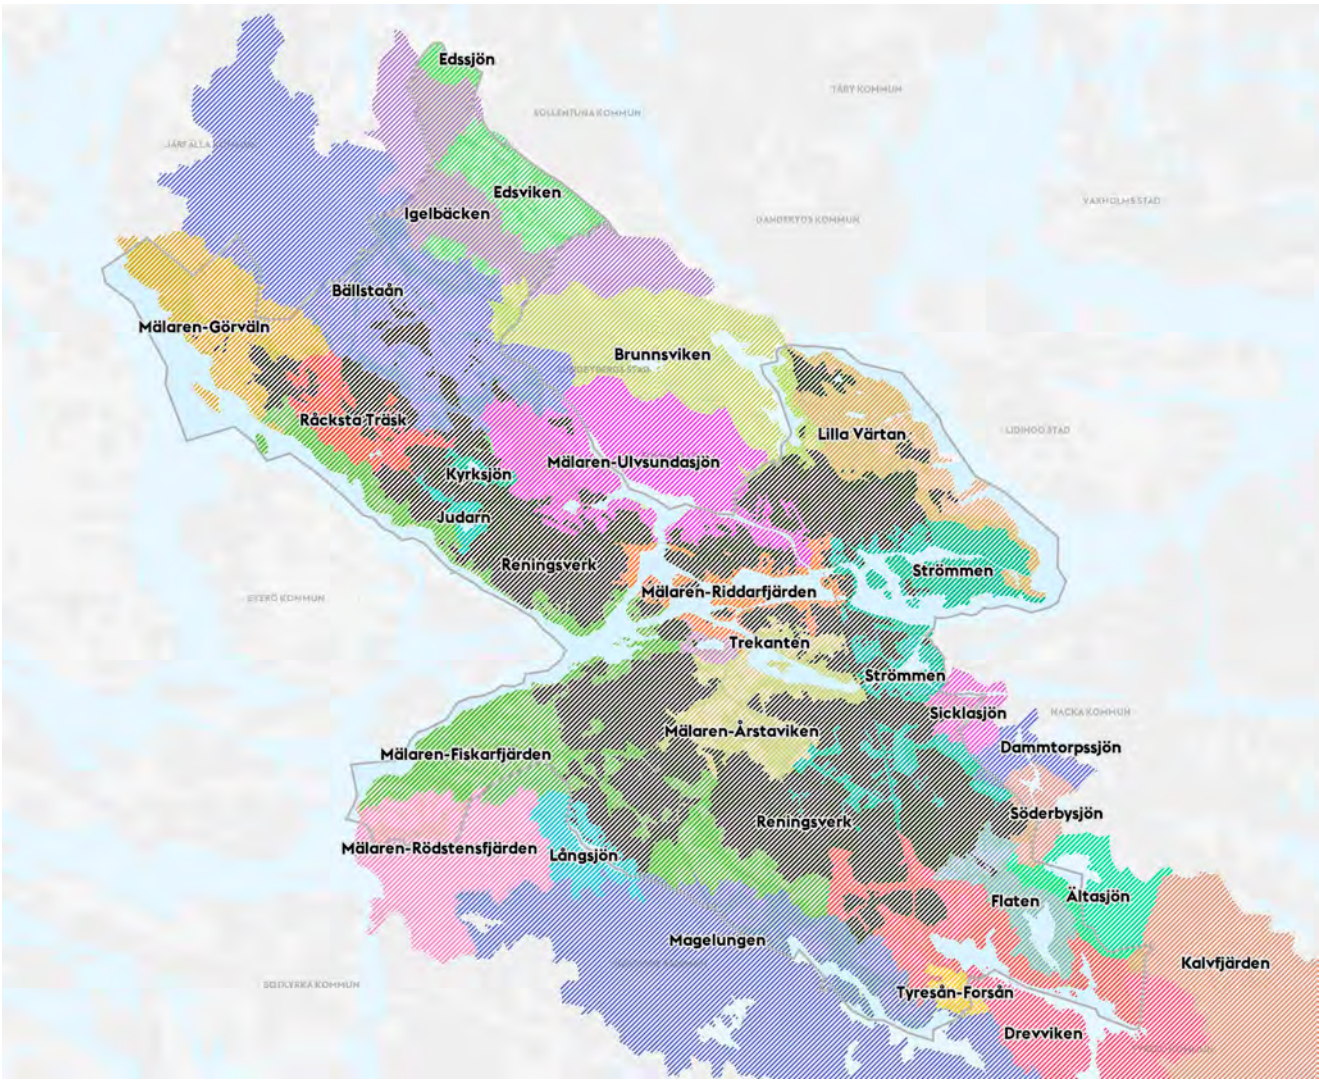 Edssjön
TÄBY KOMMUN
SOLLENTUNA KOMMUN
JÄRFÄLLA KOMMUN
Edsviken
VAXHOLMS STAD
Igelbäcken
DANDERYDS KOMMUN
Bällstaån
Mälaren-Görväln
Brunnsviken
SUNDBYBERGS STAD
Råcksta Träsk
Lilla Värtan
LIDINGÖ STAD
Mälaren-Ulvsundasjön
Kyrksjön
Judarn
Reningsverk
Strömmen
Mälaren-Riddarfjärden
EKERÖ KOMMUN
Trekanten
Strömmen
Sicklasjön
NACKA KOMMUN
Mälaren-Årstaviken
Dammtorpssjön
Mälaren-Fiskarfjärden
Söderbysjön
Reningsverk
Mälaren-Rödstensfjärden
Långsjön
Flaten
Ältasjön
Magelungen
Kalvfjärden
BOTKYRKA KOMMUN
Tyresån-Forsån
Drevviken